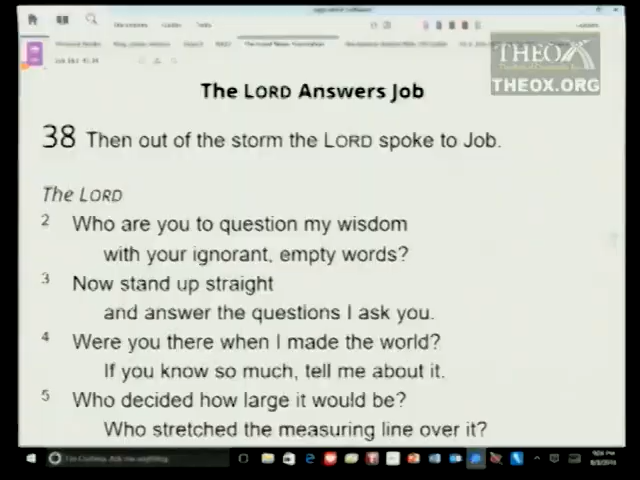 THEOX
THEOX.ORG
The LORD Answers Job
38 Then out of the storm the LORD spoke to Job.
The LORD
2 Who are you to question my wisdom
with your ignorant, empty words?
3 Now stand up straight
and answer the questions I ask you.
4 Were you there when I made the world?
If you know so much, tell me about it.
5 Who decided how large it would be?
Who stretched the measuring line over it?